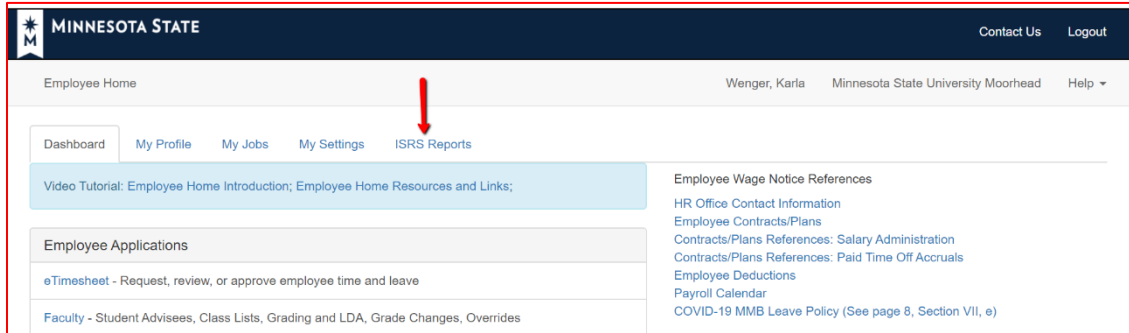 MINNESOTA STATE
Contact Us Logout
Employee Home
Wenger, Karla Minnesota State University Moorhead Help
Dashboard My Profile My Jobs My Settings ISRS Reports
Video Tutorial: Employee Home Introduction; Employee Home Resources and Links;
Employee Applications
eTimesheet - Request, review, or approve employee time and leave
Faculty - Student Advisees, Class Lists, Grading and LDA, Grade Changes, Overrides
Employee Wage Notice References
HR Office Contact Information
Employee Contracts/Plans
Contracts/Plans References: Salary Administration
Contracts/Plans References: Paid Time Off Accruals
Employee Deductions
Payroll Calendar
COVID-19 MMB Leave Policy (See page 8, Section VII, e)